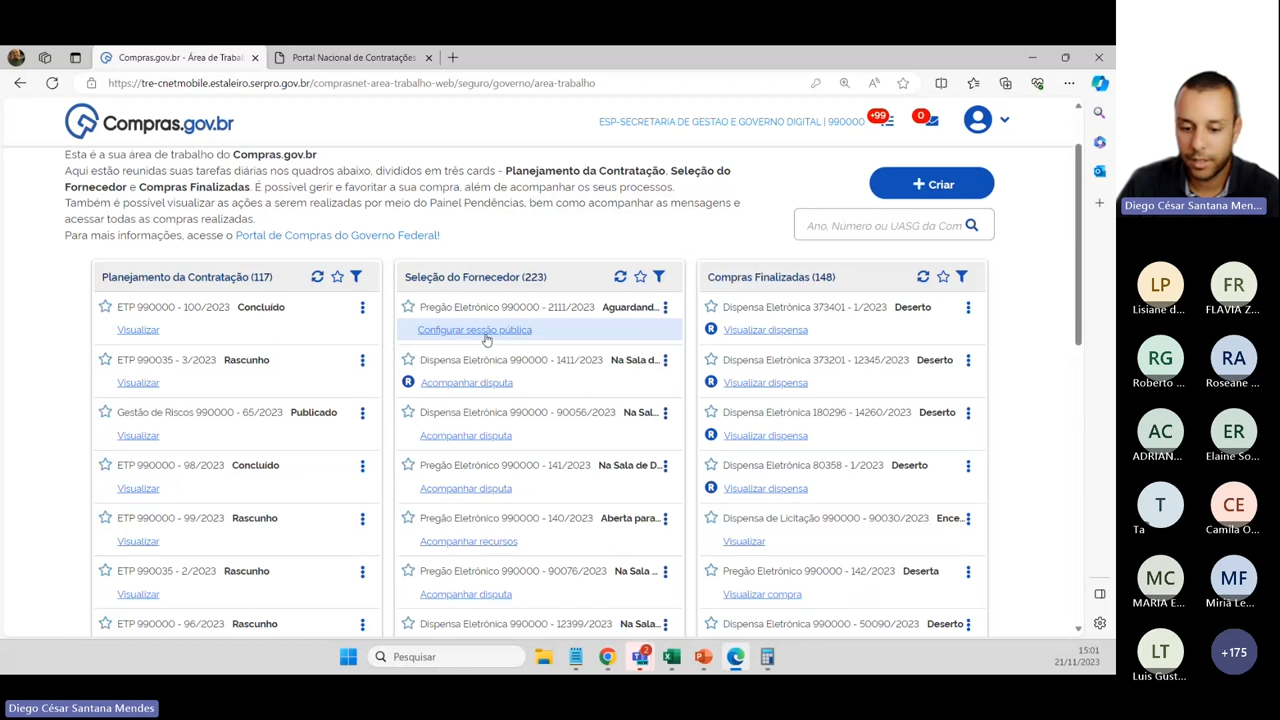 Compras.gov.br - Área de Trabal
Portal Nacional de Contratações
https://tre-cnetmobile.estaleiro.serpro.gov.br/comprasnet-area-trabalho-web/seguro/governo/area-trabalho
Compras.gov.br
ESP-SECRETARIA DE GESTAO E GOVERNO DIGITAL | 990000
+99
0
Esta é a sua área de trabalho do Compras.gov.br
Aqui estão reunidas suas tarefas diárias nos quadros abaixo, divididos em três cards - Planejamento da Contratação, Seleção do
Fornecedor e Compras Finalizadas. É possível gerir e favoritar a sua compra, além de acompanhar os seus processos.
Também é possível visualizar as ações a serem realizadas por meio do Painel Pendências, bem como acompanhar as mensagens e
acessar todas as compras realizadas.
Para mais informações, acesse o Portal de Compras do Governo Federal!
+ Criar
Ano, Número ou UASG da Com
Planejamento da Contratação (117)
ETP 990000 - 100/2023 Concluído
Visualizar
ETP 990035 - 3/2023 Rascunho
Visualizar
Gestão de Riscos 990000 - 65/2023 Publicado
Visualizar
ETP 990000 - 98/2023 Concluído
Visualizar
ETP 990000 - 99/2023 Rascunho
Visualizar
ETP 990035 - 2/2023 Rascunho
Visualizar
ETP 990000 - 96/2023 Rascunho
Seleção do Fornecedor (223)
Pregão Eletrônico 990000 - 2111/2023 Aguardand...
Configurar sessão pública
Dispensa Eletrônica 990000 - 1411/2023 Na Sala d...
R Acompanhar disputa
Dispensa Eletrônica 990000 - 90056/2023 Na Sal...
Acompanhar disputa
Pregão Eletrônico 990000 - 141/2023 Na Sala de D...
Acompanhar disputa
Pregão Eletrônico 990000 - 140/2023 Aberta para...
Acompanhar recursos
Pregão Eletrônico 990000 - 90076/2023 Na Sala ...
Acompanhar disputa
Dispensa Eletrônica 990000 - 12399/2023 Na Sala...
Compras Finalizadas (148)
Dispensa Eletrônica 373401 - 1/2023 Deserto
R Visualizar dispensa
Dispensa Eletrônica 373201 - 12345/2023 Deserto
R Visualizar dispensa
Dispensa Eletrônica 180296 - 14260/2023 Deserto
R Visualizar dispensa
Dispensa Eletrônica 80358 - 1/2023 Deserto
R Visualizar dispensa
Dispensa de Licitação 990000 - 90030/2023 Ence...
Visualizar
Pregão Eletrônico 990000 - 142/2023 Deserta
Visualizar compra
Dispensa Eletrônica 990000 - 50090/2023 Deserto
Pesquisar
2
15:01
21/11/2023
Diego César Santana Men...
LP
Lisiane d...
FR
FLAVIA Z...
RG
Roberto ...
RA
Roseane ...
AC
ADRIAN...
ER
Elaine So...
T
Ta
CE
Camila O...
MC
MARIA E...
MF
Miria Le...
LT
Luis Gust...
+175
Diego César Santana Mendes